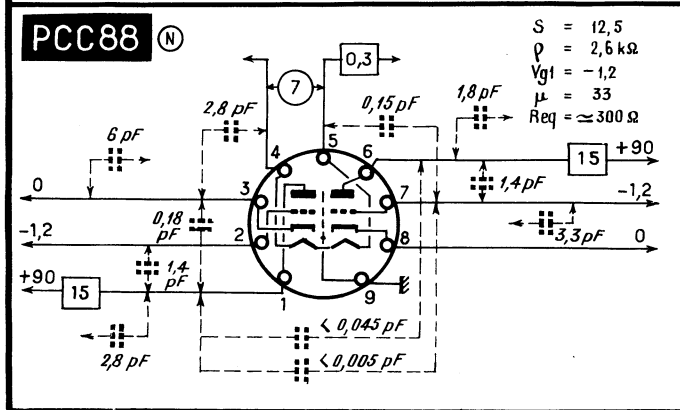 PCC88 N
S = 12,5
ρ = 2,6 kΩ
Vg1 = −1,2
μ = 33
Req = ≃300 Ω
0,3
7
2,8 pF
0,15 pF
1,8 pF
6 pF
4
5
6
15
+90
1,4 pF
0
3
7
−1,2
0,18 pF
3,3 pF
−1,2
2
8
0
1,4 pF
+90
15
1
9
2,8 pF
< 0,045 pF
< 0,005 pF